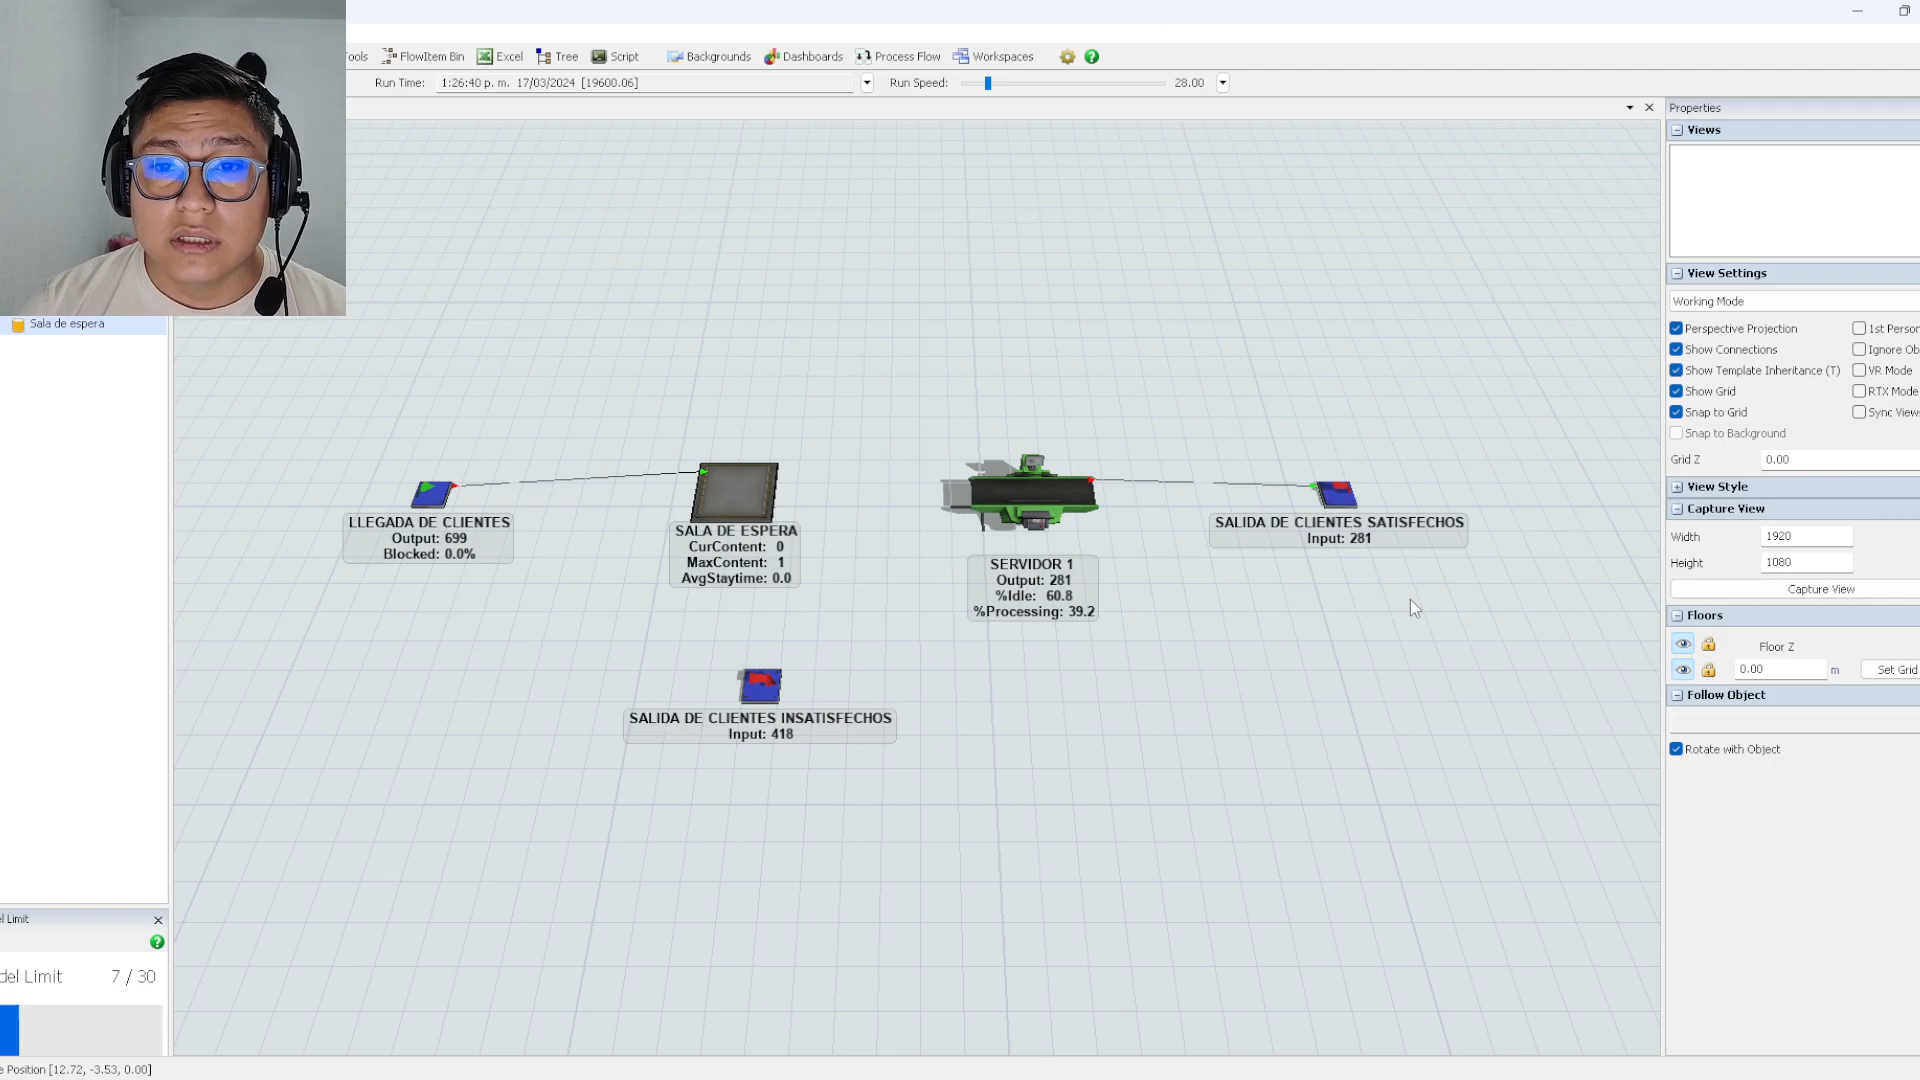 ools FlowItem Bin Excel Tree Script Backgrounds Dashboards Process Flow Workspaces
Run Time: 1:26:40 p. m. 17/03/2024 [19600.06] Run Speed: 28.00
Properties
Views
View Settings
Working Mode
Perspective Projection 1st Person
Show Connections Ignore Ob
Show Template Inheritance (T) VR Mode
Show Grid RTX Mode
Snap to Grid Sync Views
Snap to Background
Grid Z 0.00
View Style
Capture View
Width 1920
Height 1080
Capture View
Floors
Floor Z
0.00 m Set Grid
Follow Object
Rotate with Object
Sala de espera
LLEGADA DE CLIENTES
Output: 699
Blocked: 0.0%
SALA DE ESPERA
CurContent: 0
MaxContent: 1
AvgStaytime: 0.0
SERVIDOR 1
Output: 281
%Idle: 60.8
%Processing: 39.2
SALIDA DE CLIENTES SATISFECHOS
Input: 281
SALIDA DE CLIENTES INSATISFECHOS
Input: 418
el Limit
del Limit 7 / 30
e Position [12.72, -3.53, 0.00]